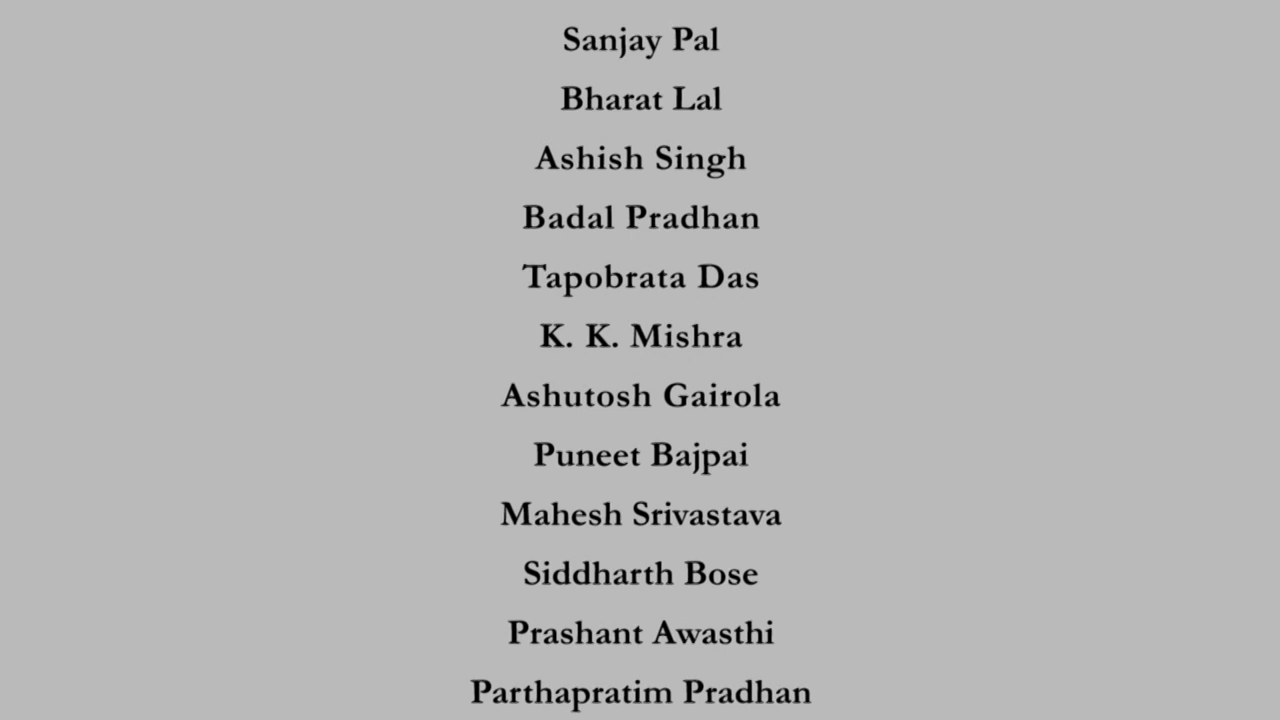 Sanjay Pal
Bharat Lal
Ashish Singh
Badal Pradhan
Tapobrata Das
K. K. Mishra
Ashutosh Gairola
Puneet Bajpai
Mahesh Srivastava
Siddharth Bose
Prashant Awasthi
Parthapratim Pradhan